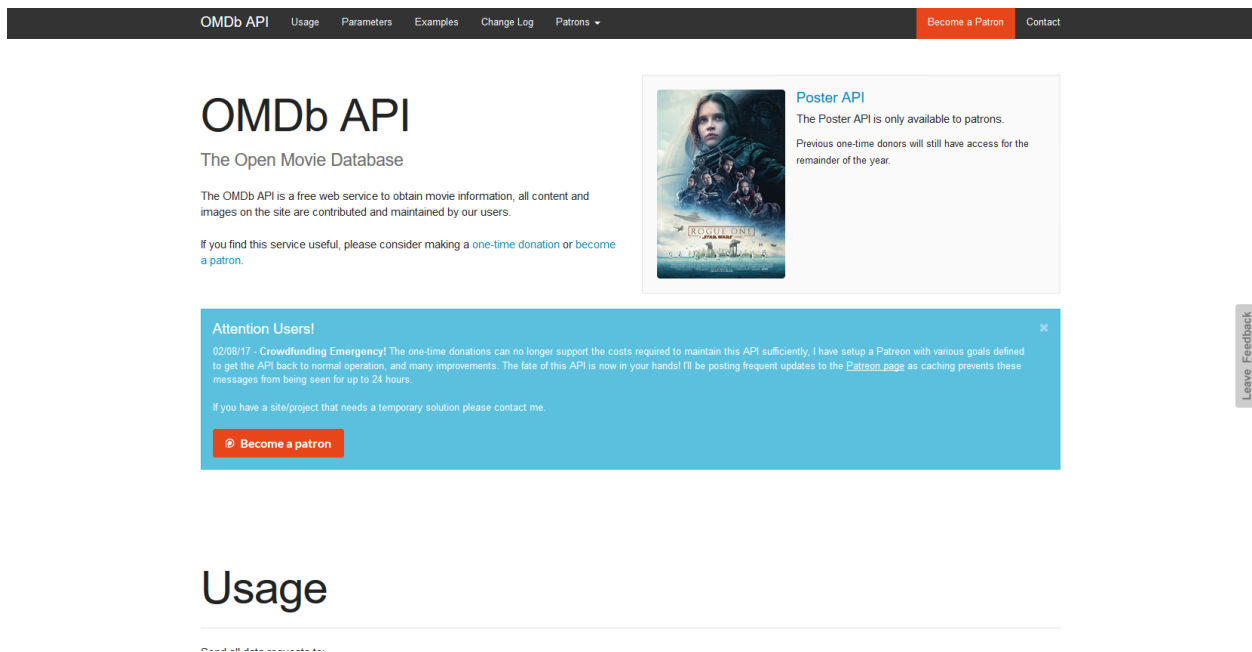 OMDb API Usage Parameters Examples Change Log Patrons Become a Patron Contact
OMDb API
The Open Movie Database
The OMDb API is a free web service to obtain movie information, all content and
images on the site are contributed and maintained by our users.
If you find this service useful, please consider making a one-time donation or become
a patron.
ROGUE ONE
A STAR WARS STORY
Poster API
The Poster API is only available to patrons.
Previous one-time donors will still have access for the
remainder of the year.
Attention Users!
02/08/17 - Crowdfunding Emergency! The one-time donations can no longer support the costs required to maintain this API sufficiently, I have setup a Patreon with various goals defined
to get the API back to normal operation, and many improvements. The fate of this API is now in your hands! I'll be posting frequent updates to the Patreon page as caching prevents these
messages from being seen for up to 24 hours.
If you have a site/project that needs a temporary solution please contact me.
Become a patron
Leave Feedback
Usage
Send all data requests to: